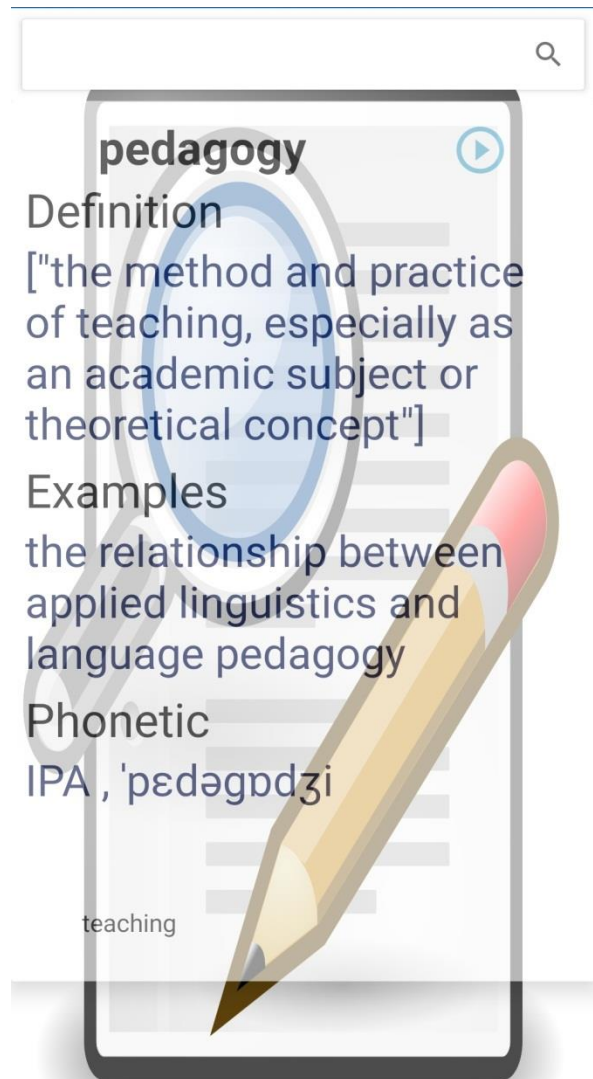 pedagogy
Definition
["the method and practice
of teaching, especially as
an academic subject or
theoretical concept"]
Examples
the relationship between
applied linguistics and
language pedagogy
Phonetic
IPA , ˈpɛdəɡɒdʒi
teaching